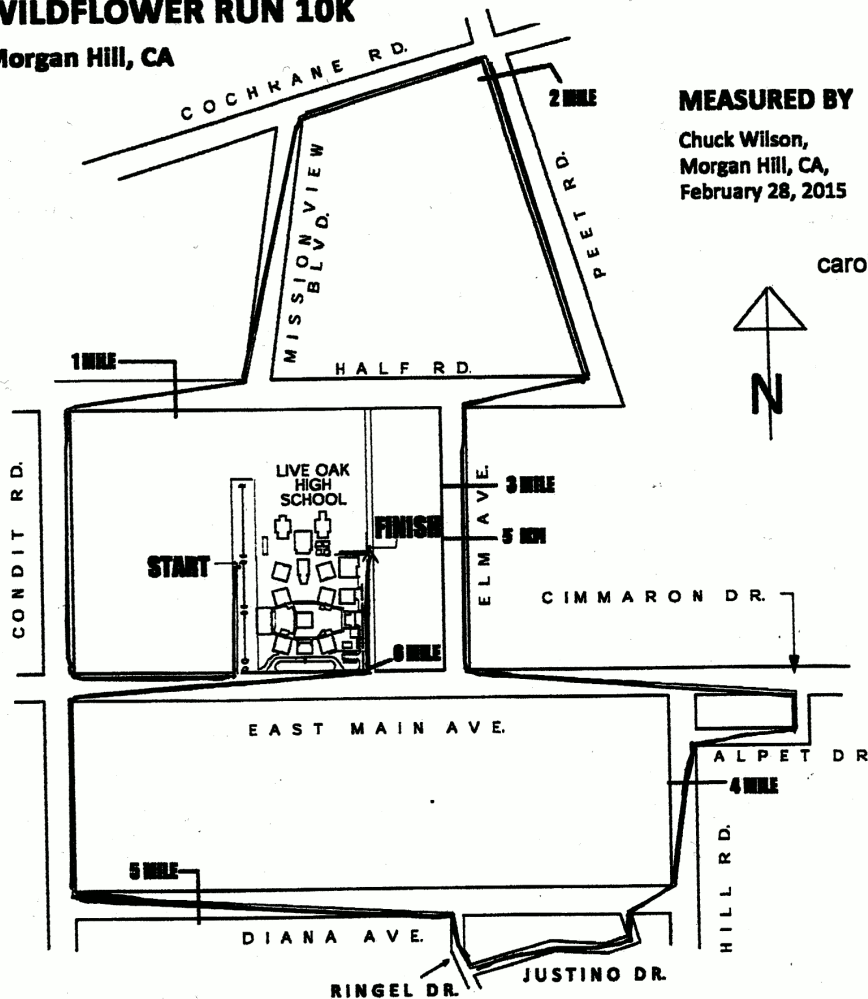 WILDFLOWER RUN 10K
Morgan Hill, CA
COCHRANE RD.
2 MILE
MEASURED BY
Chuck Wilson,
Morgan Hill, CA,
February 28, 2015
MISSION VIEW
BLVD.
PEET RD.
caro
N
1 MILE
HALF RD.
CONDIT RD.
LIVE OAK
HIGH
SCHOOL
START
FINISH
ELM AVE.
3 MILE
5 KM
CIMMARON DR.
6 MILE
EAST MAIN AVE.
ALPET DR
4 MILE
HILL RD.
5 MILE
DIANA AVE.
RINGEL DR.
JUSTINO DR.